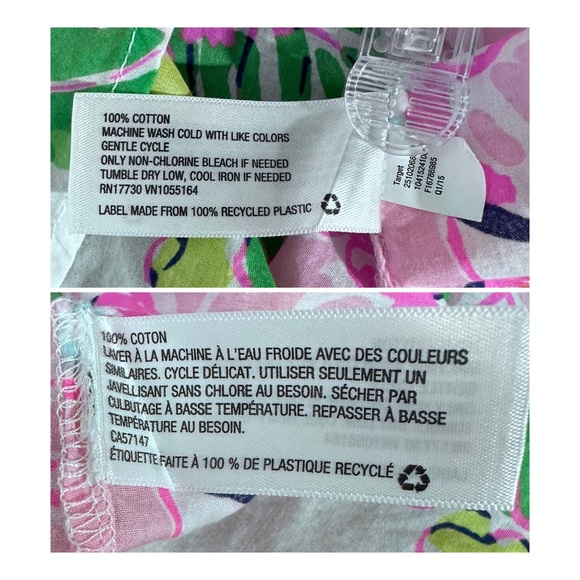 100% COTTON
MACHINE WASH COLD WITH LIKE COLORS
GENTLE CYCLE
ONLY NON-CHLORINE BLEACH IF NEEDED
TUMBLE DRY LOW, COOL IRON IF NEEDED
RN17730 VN1055164
LABEL MADE FROM 100% RECYCLED PLASTIC
Target
F16786985
Q1/15
100% COTON
LAVER À LA MACHINE À L'EAU FROIDE AVEC DES COULEURS
SIMILAIRES. CYCLE DÉLICAT. UTILISER SEULEMENT UN
JAVELLISANT SANS CHLORE AU BESOIN. SÉCHER PAR
CULBUTAGE À BASSE TEMPÉRATURE. REPASSER À BASSE
TEMPÉRATURE AU BESOIN.
CA57147
ÉTIQUETTE FAITE À 100 % DE PLASTIQUE RECYCLÉ